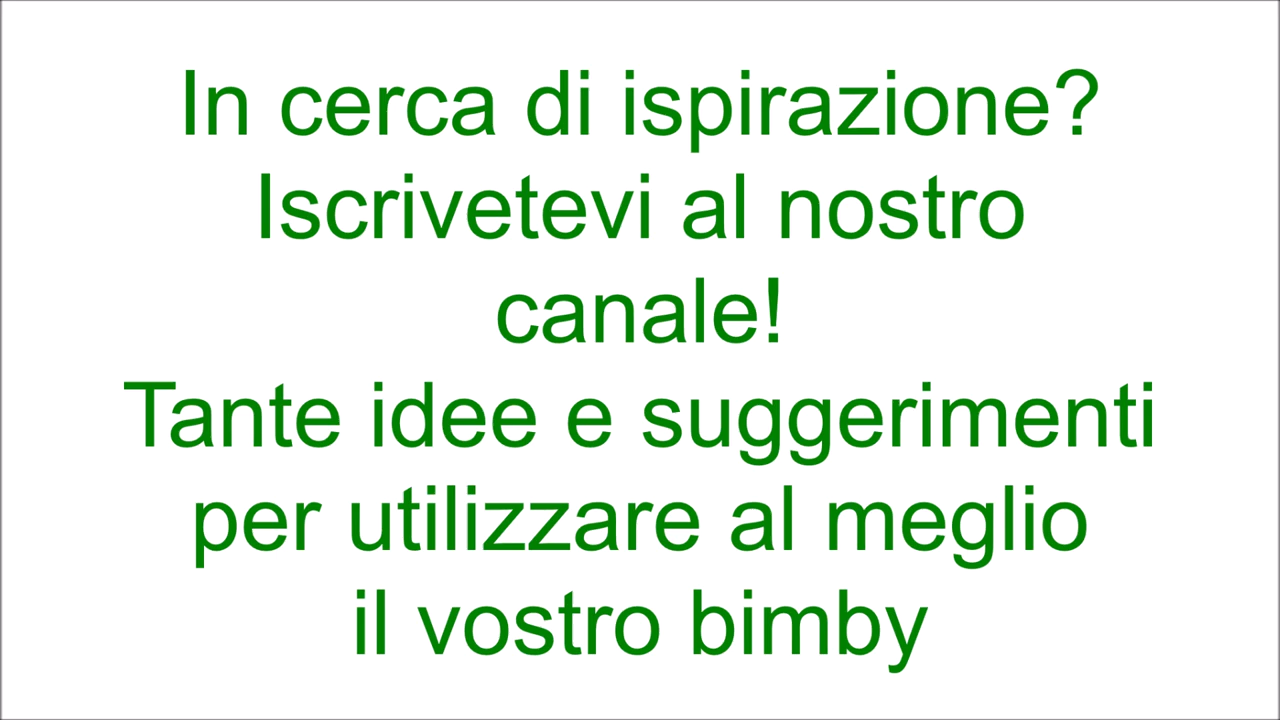 In cerca di ispirazione?
Iscrivetevi al nostro
canale!
Tante idee e suggerimenti
per utilizzare al meglio
il vostro bimby